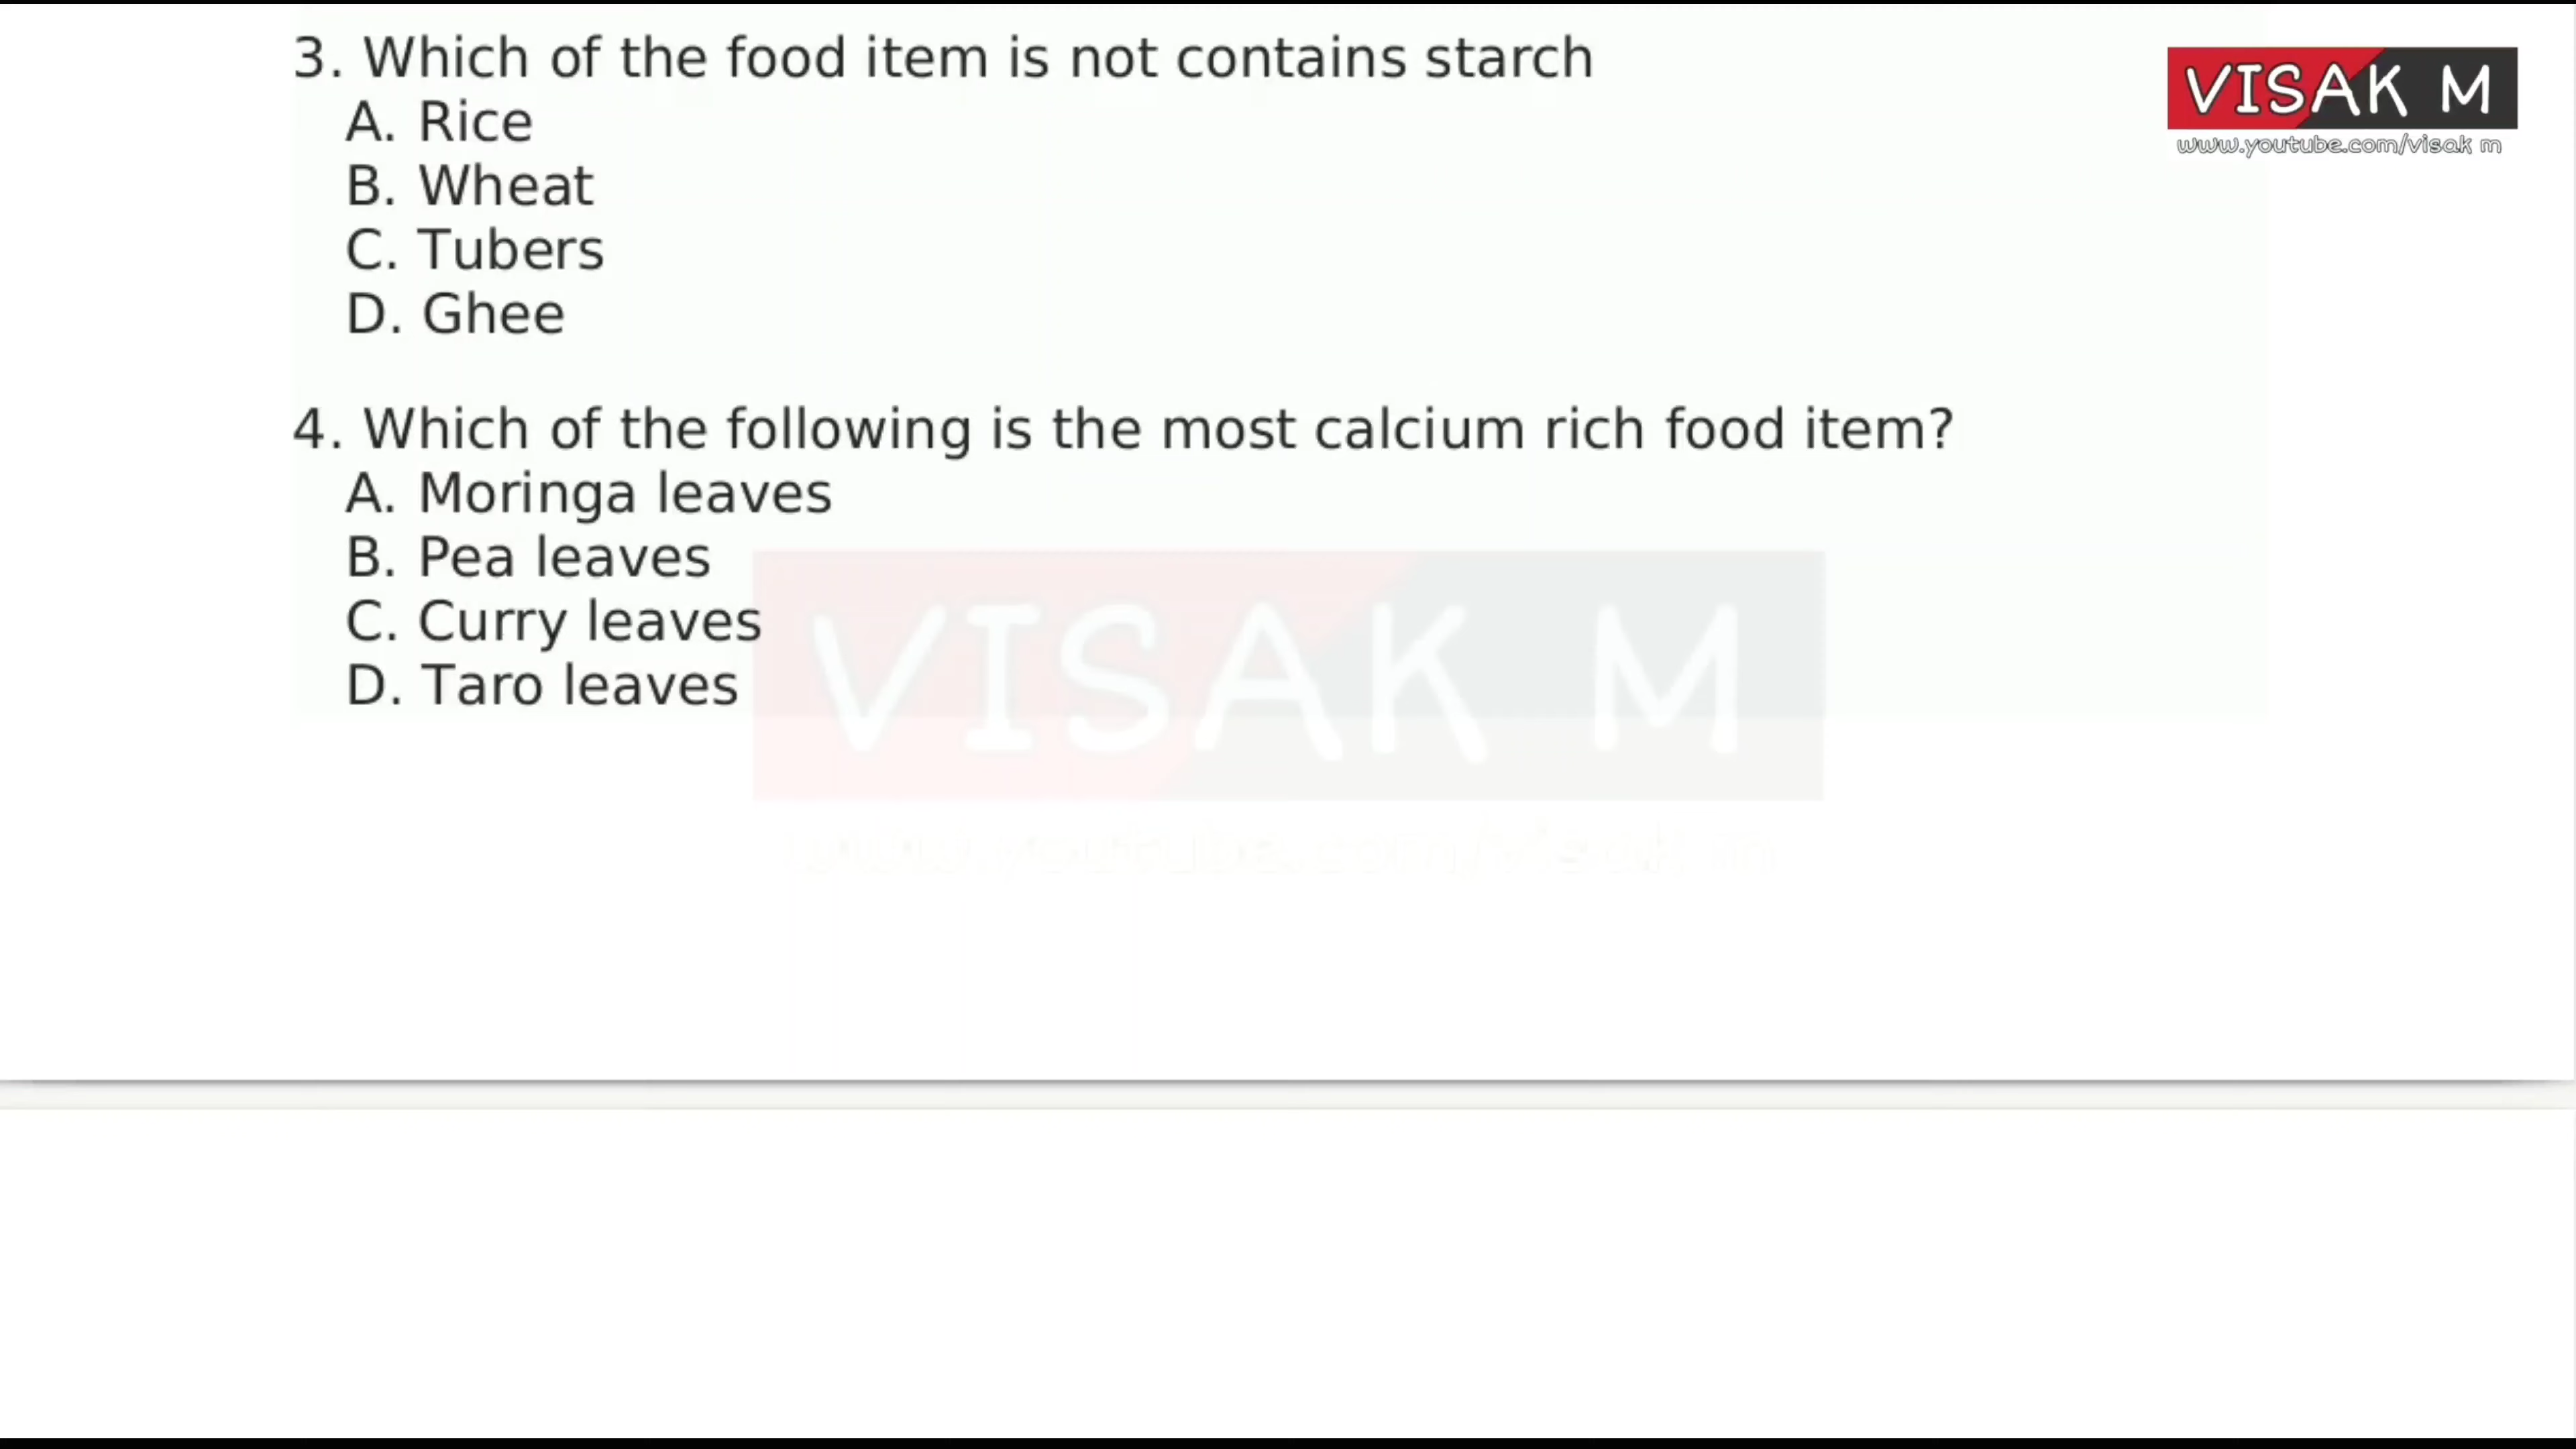 3. Which of the food item is not contains starch
A. Rice
B. Wheat
C. Tubers
D. Ghee
VISAK M
www.youtube.com/visak m
4. Which of the following is the most calcium rich food item?
A. Moringa leaves
B. Pea leaves
C. Curry leaves
D. Taro leaves
VISAK M